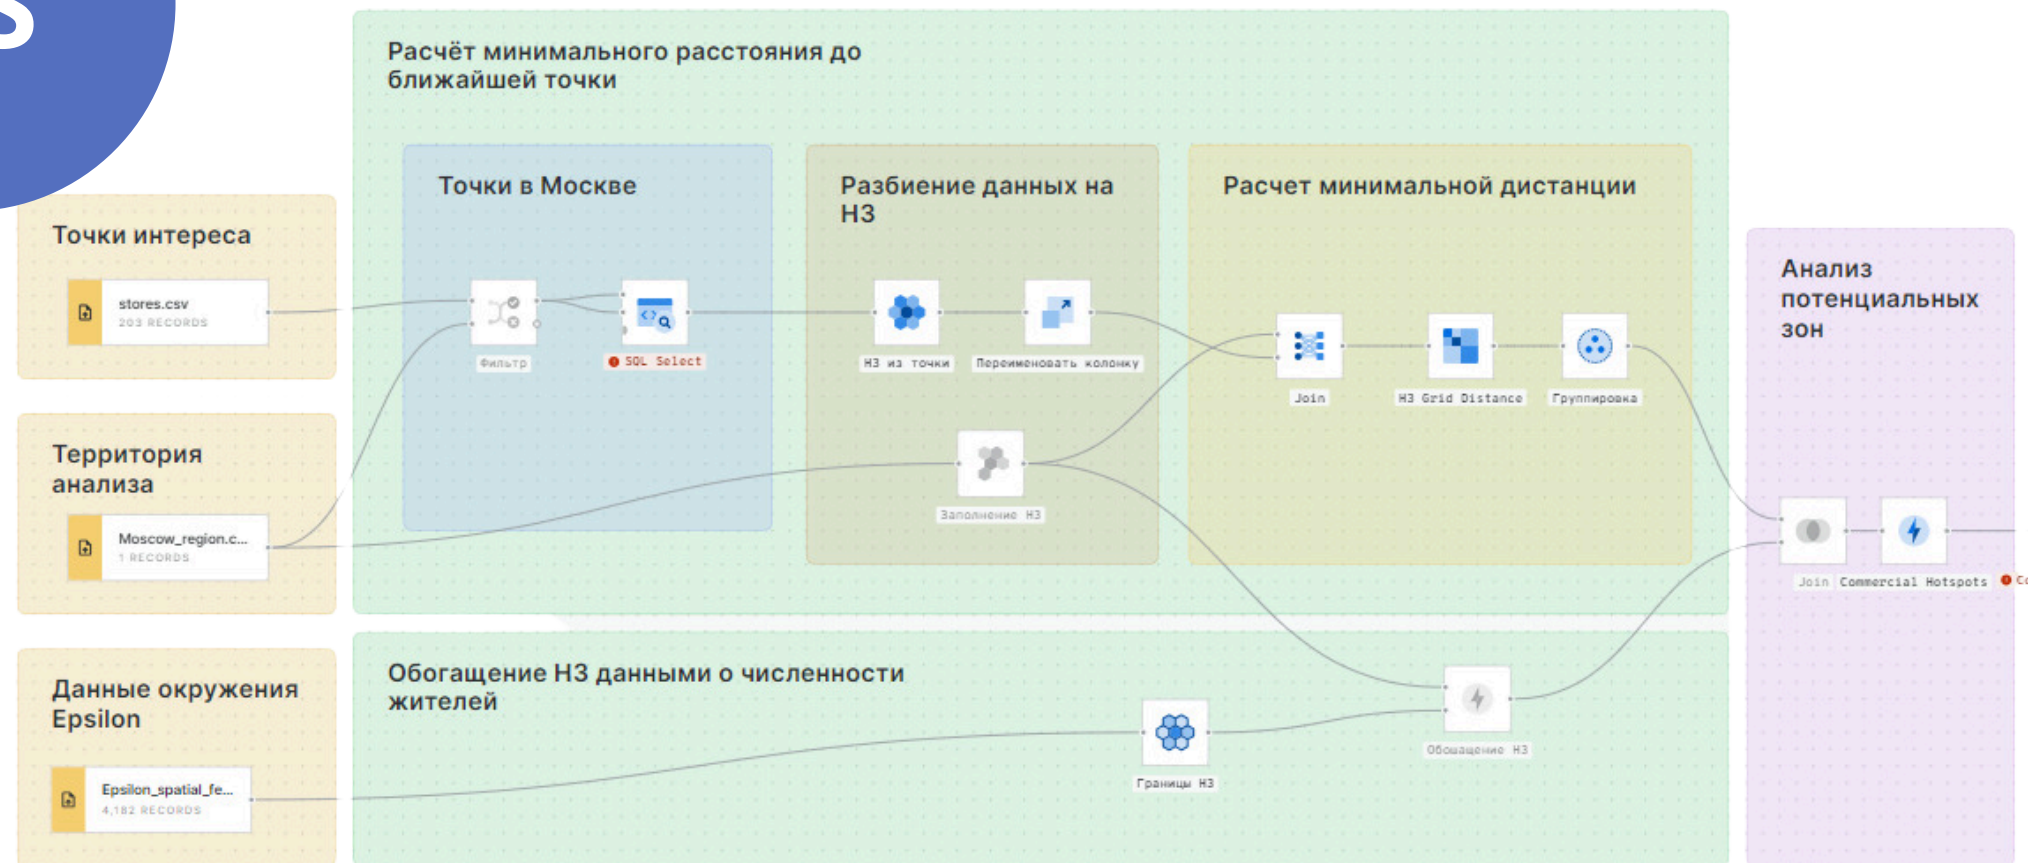 S
Расчёт минимального расстояния до
ближайшей точки
Точки в Москве
Разбиение данных на
H3
Расчет минимальной дистанции
Точки интереса
stores.csv
203 RECORDS
Фильтр
SQL Select
H3 из точки
Переименовать колонку
Join
H3 Grid Distance
Группировка
Анализ
потенциальных
зон
Территория
анализа
Moscow_region.c...
1 RECORDS
Заполнение H3
Join
Commercial Hotspots
Данные окружения
Epsilon
Epsilon_spatial_fe...
4,182 RECORDS
Обогащение H3 данными о численности
жителей
Границы H3
Обогащение H3